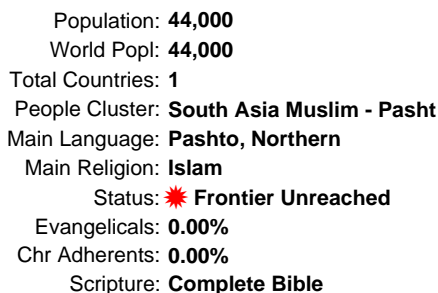 Population: 44,000
World Popl: 44,000
Total Countries: 1
People Cluster: South Asia Muslim - Pasht
Main Language: Pashto, Northern
Main Religion: Islam
Status: Frontier Unreached
Evangelicals: 0.00%
Chr Adherents: 0.00%
Scripture: Complete Bible